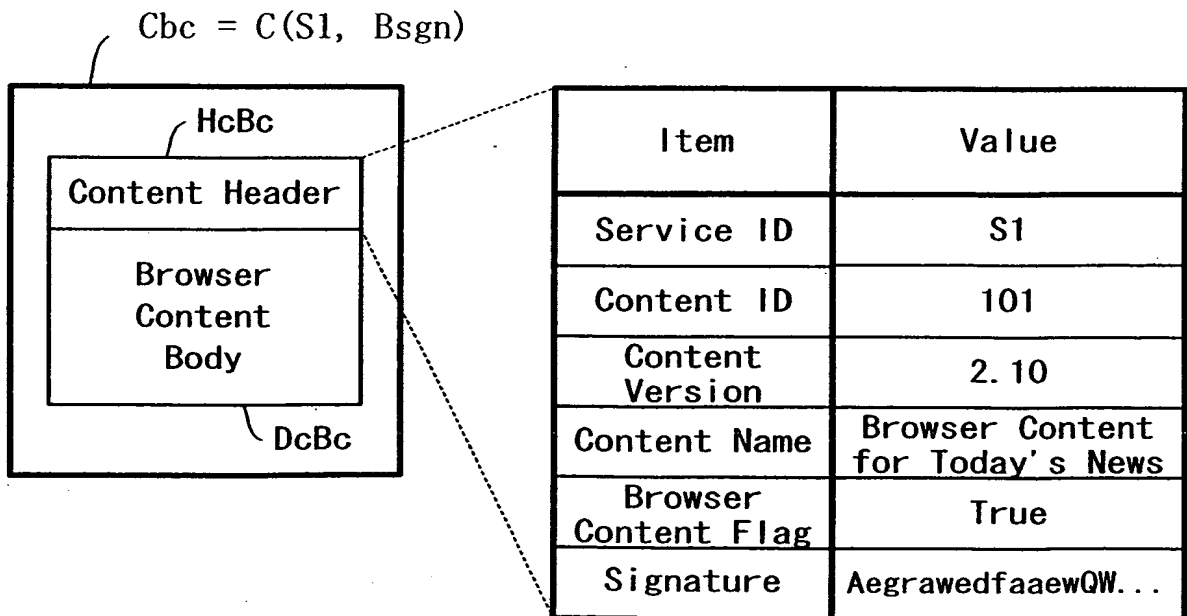 Cbc = C(S1, Bsgn)
HcBc
Content Header
Browser
Content
Body
DcBc
Item Value
Service ID S1
Content ID 101
Content
Version
2.10
Content Name
Browser Content
for Today's News
Browser
Content Flag
True
Signature AegrawedfaaewQW...